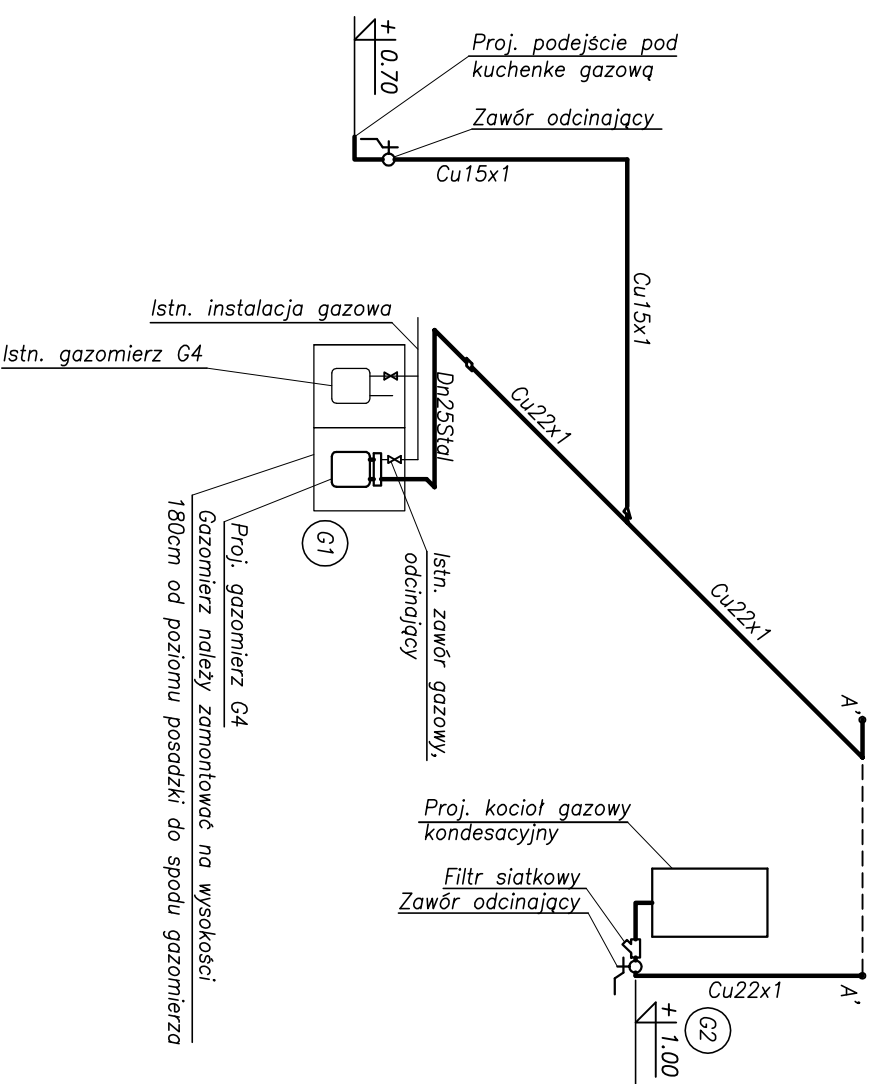 + 0.70
Proj. podejście pod
kuchenke gazową
Zawór odcinający
Cu15x1
Cu15x1
Istn. instalacja gazowa
Istn. gazomierz G4
Dn25Stal
Cu22x1
Cu22x1
G1
Istn. zawór gazowy,
odcinający
Proj. gazomierz G4
Gazomierz należy zamontować na wysokości
180cm od poziomu posadzki do spodu gazomierza
A'
Proj. kocioł gazowy
kondesacyjny
Filtr siatkowy
Zawór odcinający
Cu22x1
A'
G2
+ 1.00